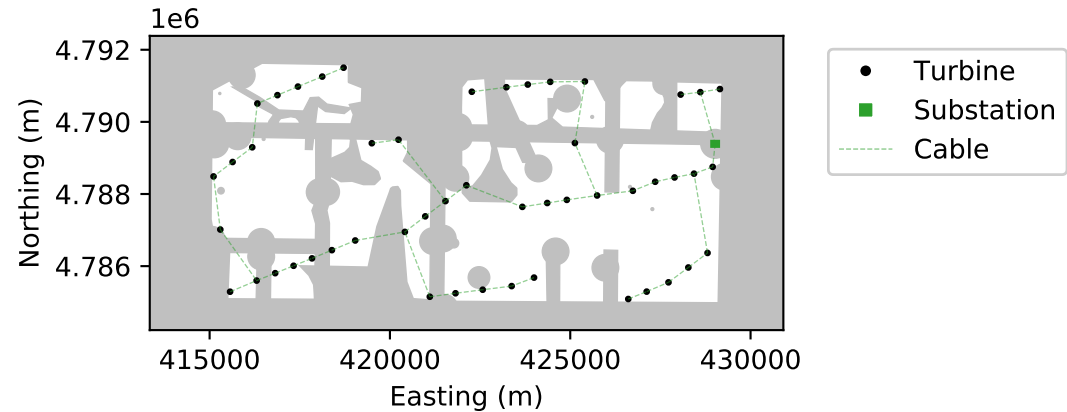 1e6
4.792
4.790
4.788
4.786
Northing (m)
415000 420000 425000 430000
Easting (m)
Turbine
Substation
Cable